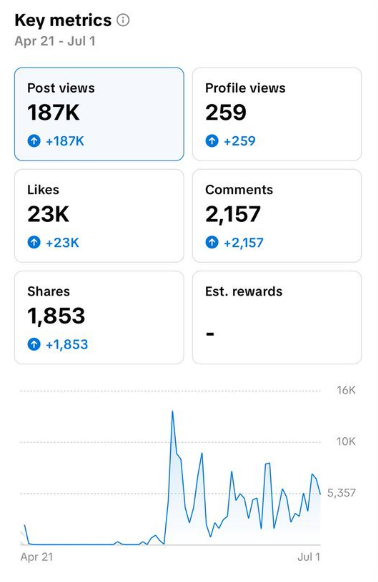 Key metrics
Apr 21 - Jul 1
Post views
187K
+187K
Profile views
259
+259
Likes
23K
+23K
Comments
2,157
+2,157
Shares
1,853
+1,853
Est. rewards
-
16K
10K
5,357
Apr 21
Jul 1